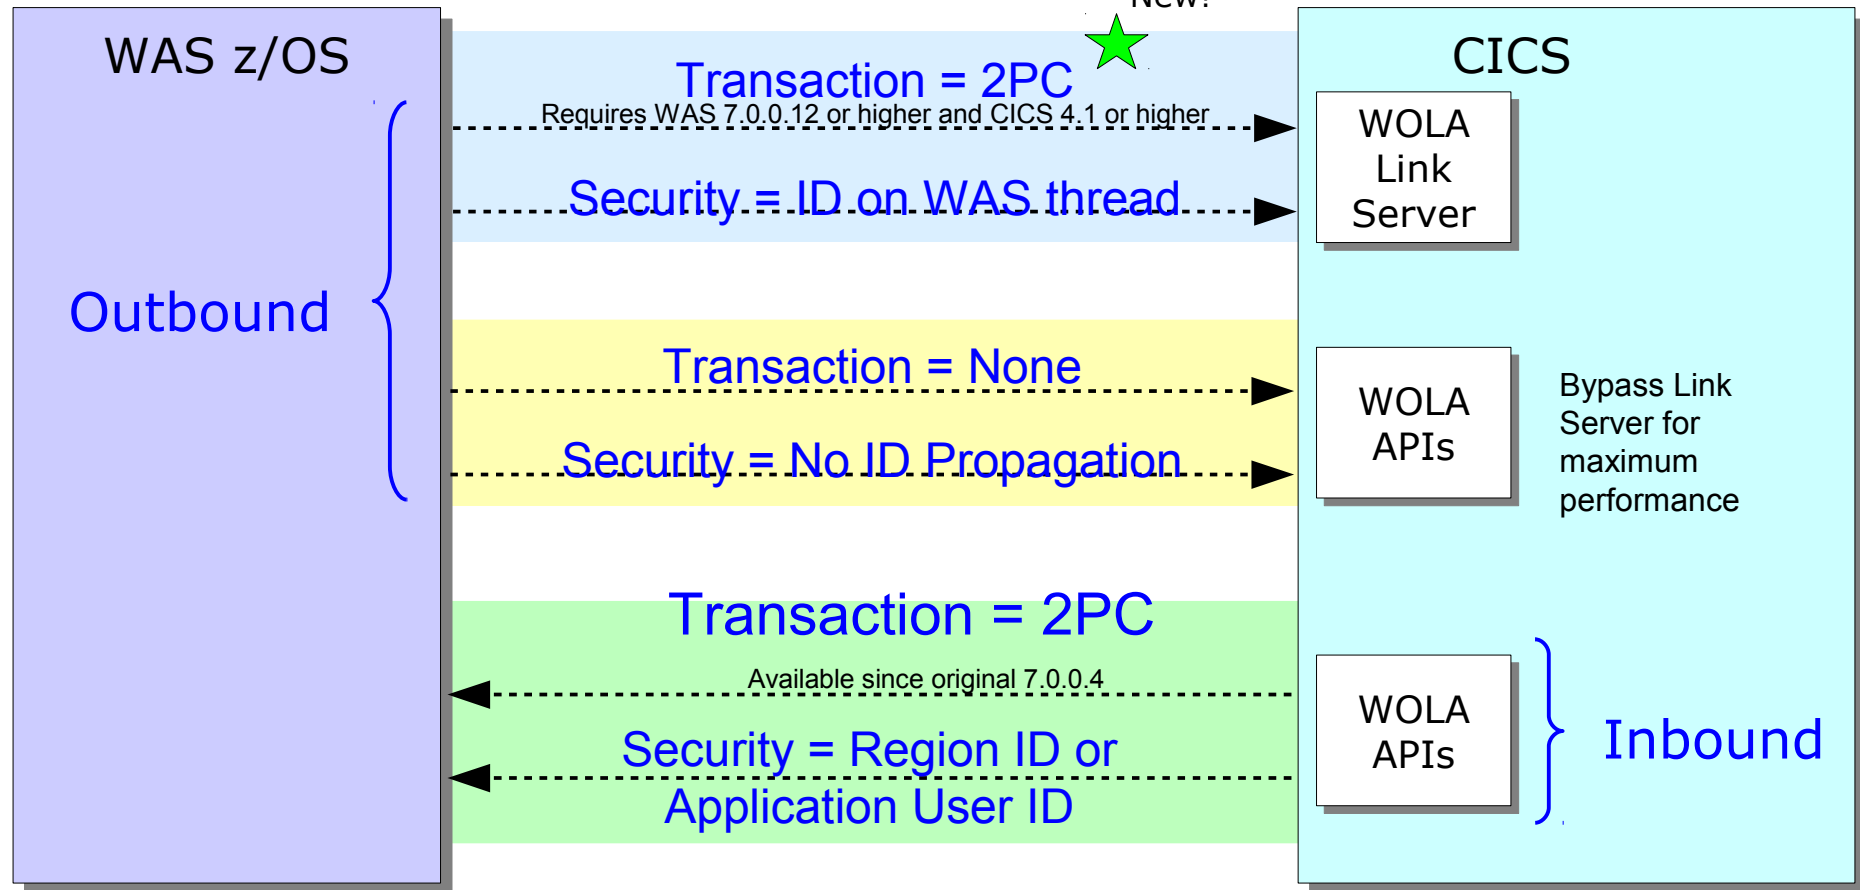 New!
WAS z/OS
CICS
Transaction = 2PC
Requires WAS 7.0.0.12 or higher and CICS 4.1 or higher
Security = ID on WAS thread
WOLA
Link
Server
Outbound
Transaction = None
Security = No ID Propagation
WOLA
APIs
Bypass Link
Server for
maximum
performance
Transaction = 2PC
Available since original 7.0.0.4
Security = Region ID or
Application User ID
WOLA
APIs
Inbound